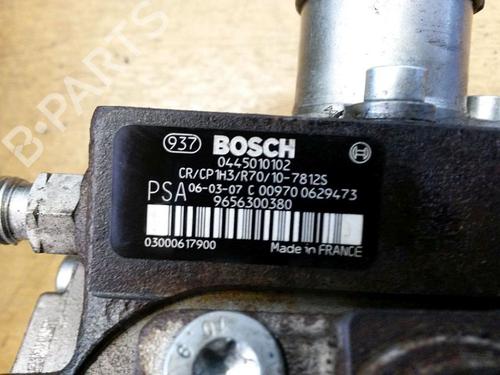 B-PARTS
937 BOSCH
0445010102
CR/CP1H3/R70/10-7812S
PSA 06-03-07 C 00970 0629473
9656300380
03000617900 Made in FRANCE